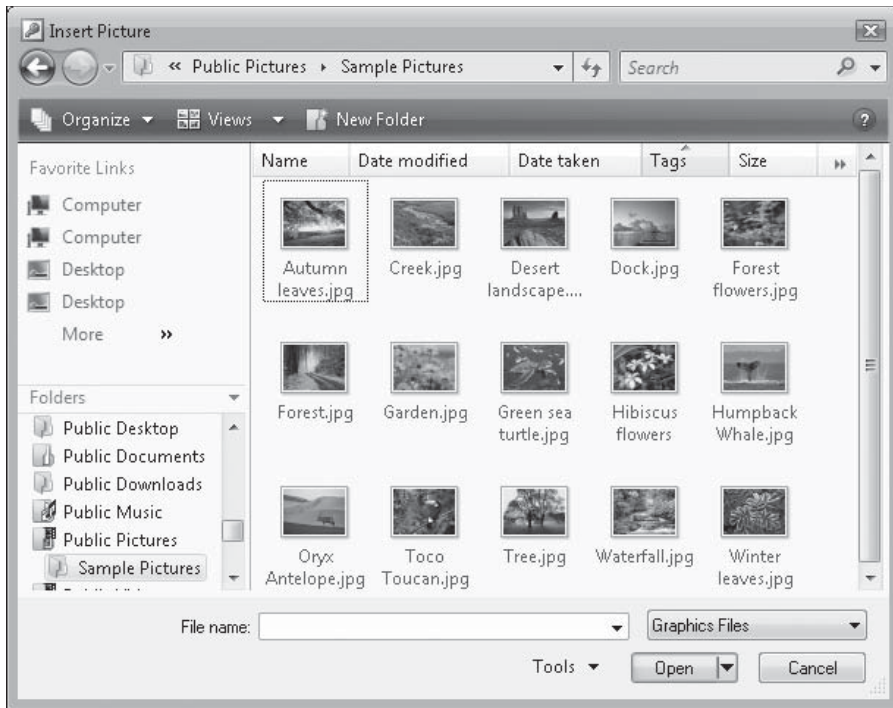 Insert Picture
« Public Pictures Sample Pictures
Search
Organize Views New Folder
?
Favorite Links
Computer
Computer
Desktop
Desktop
More »
Folders
Public Desktop
Public Documents
Public Downloads
Public Music
Public Pictures
Sample Pictures
Name Date modified Date taken Tags Size »
Autumn
leaves.jpg
Creek.jpg
Desert
landscape....
Dock.jpg
Forest
flowers.jpg
Forest.jpg
Garden.jpg
Green sea
turtle.jpg
Hibiscus
flowers
Humpback
Whale.jpg
Oryx
Antelope.jpg
Toco
Toucan.jpg
Tree.jpg
Waterfall.jpg
Winter
leaves.jpg
File name:
Graphics Files
Tools Open Cancel